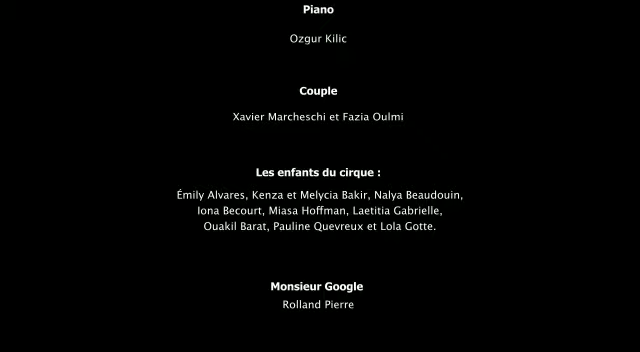 Piano
Ozgur Kilic
Couple
Xavier Marcheschi et Fazia Oulmi
Les enfants du cirque :
Émily Alvares, Kenza et Melycia Bakir, Nalya Beaudouin,
Iona Becourt, Miasa Hoffman, Laetitia Gabrielle,
Ouakil Barat, Pauline Quevreux et Lola Gotte.
Monsieur Google
Rolland Pierre